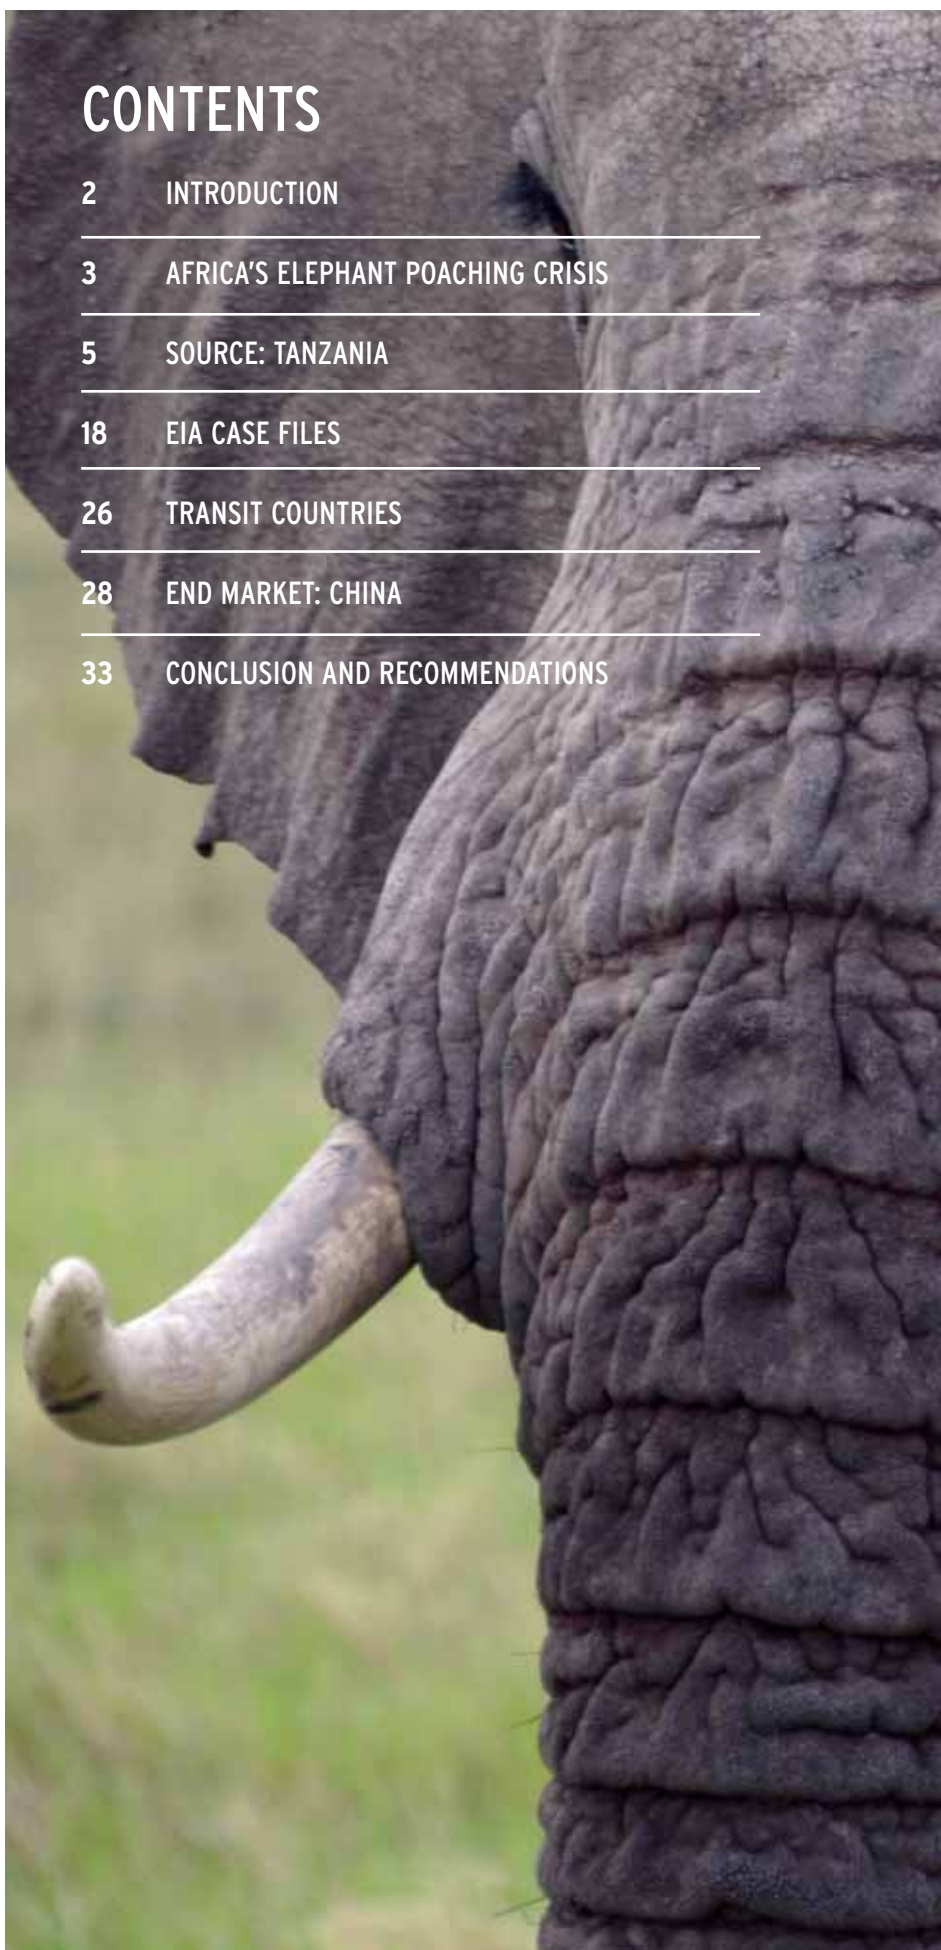 CONTENTS
2 INTRODUCTION
3 AFRICA'S ELEPHANT POACHING CRISIS
5 SOURCE: TANZANIA
18 EIA CASE FILES
26 TRANSIT COUNTRIES
28 END MARKET: CHINA
33 CONCLUSION AND RECOMMENDATIONS